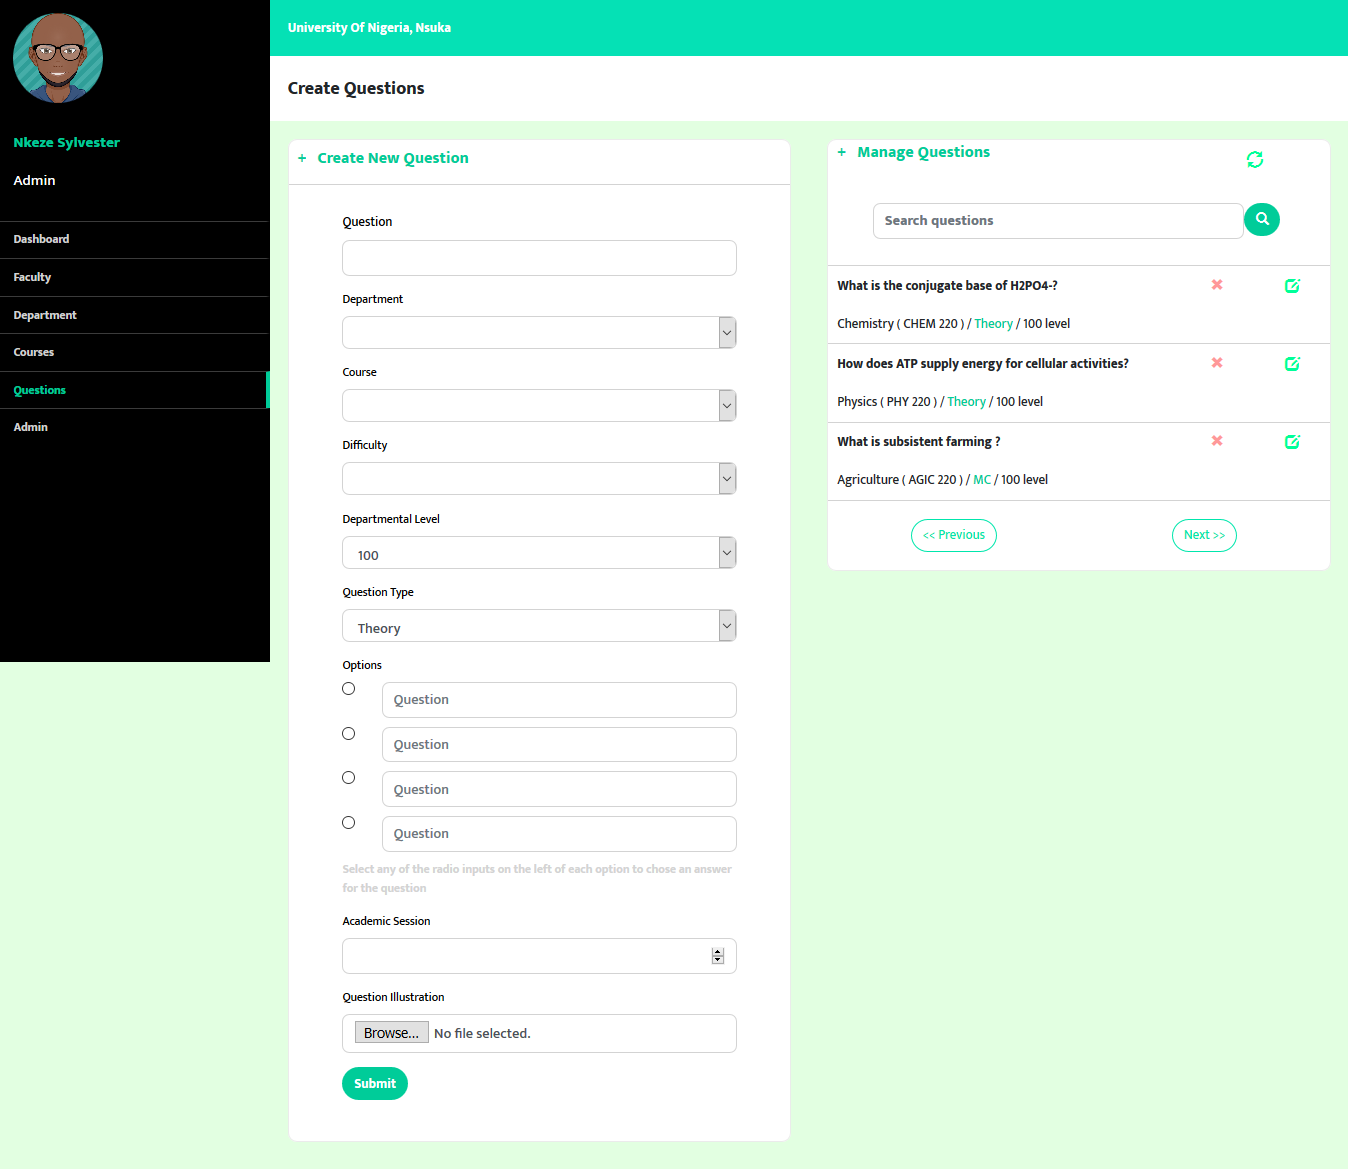 Nkeze Sylvester
Admin
Dashboard
Faculty
Department
Courses
Questions
Admin
University Of Nigeria, Nsuka
Create Questions
+ Create New Question
Question
Department
Course
Difficulty
Departmental Level
100
Question Type
Theory
Options
Question
Question
Question
Question
Select any of the radio inputs on the left of each option to chose an answer
for the question
Academic Session
Question Illustration
Browse... No file selected.
Submit
+ Manage Questions
Search questions
What is the conjugate base of H2PO4-?
Chemistry ( CHEM 220 ) / Theory / 100 level
How does ATP supply energy for cellular activities?
Physics ( PHY 220 ) / Theory / 100 level
What is subsistent farming ?
Agriculture ( AGIC 220 ) / MC / 100 level
<< Previous
Next >>